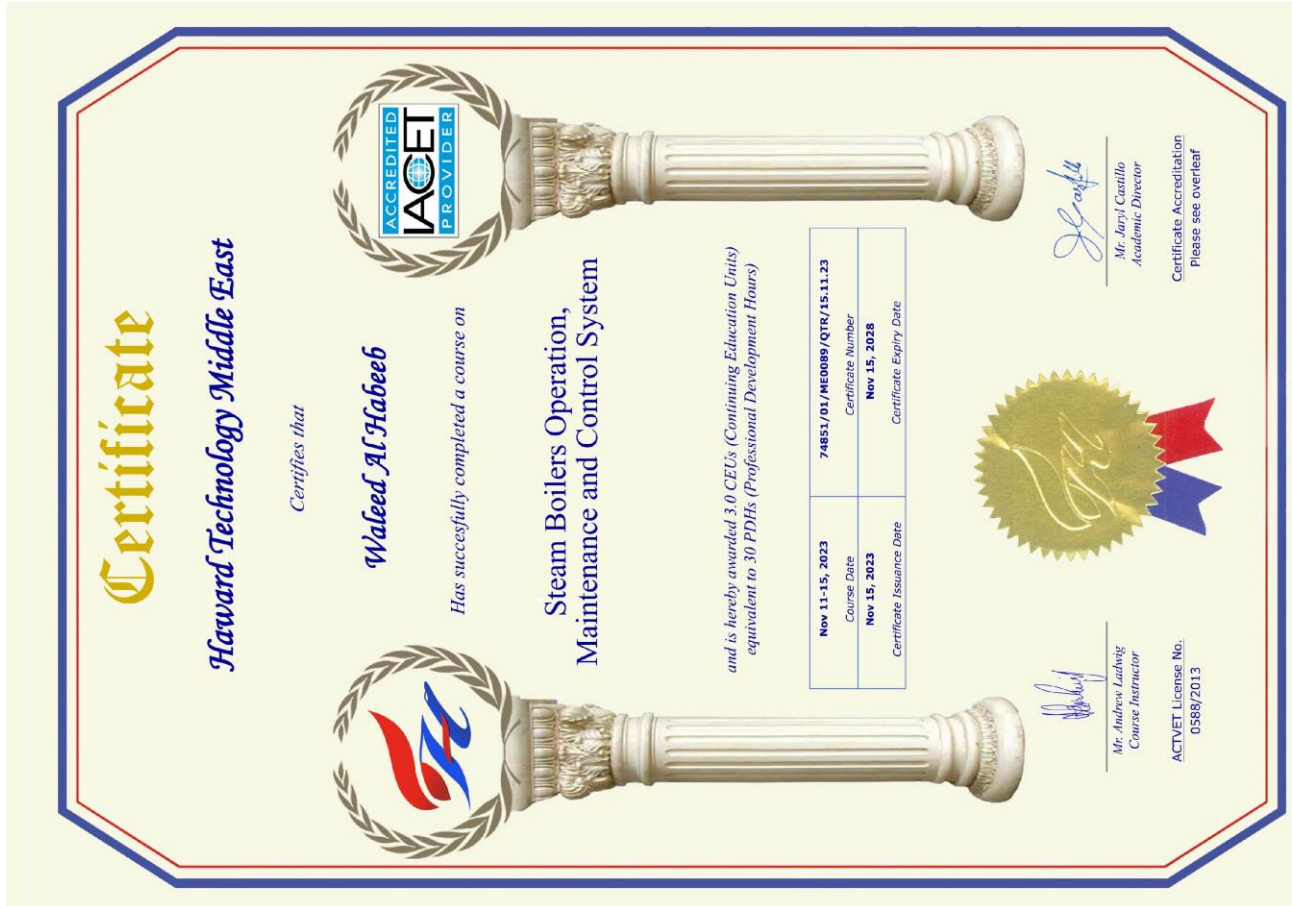 Certificate
Haward Technology Middle East
Certifies that
Waleed Al Habeeb
Has succesfully completed a course on
Steam Boilers Operation,
Maintenance and Control System
and is hereby awarded 3.0 CEUs (Continuing Education Units)
equivalent to 30 PDHs (Professional Development Hours)
ACCREDITED
IACET
PROVIDER
Nov 11-15, 2023
Course Date
74851/01/ME0089/QTR/15.11.23
Certificate Number
Nov 15, 2023
Certificate Issuance Date
Nov 15, 2028
Certificate Expiry Date
Mr. Andrew Ladwig
Course Instructor
ACTVET License No.
0588/2013
Mr. Jaryl Castillo
Academic Director
Certificate Accreditation
Please see overleaf